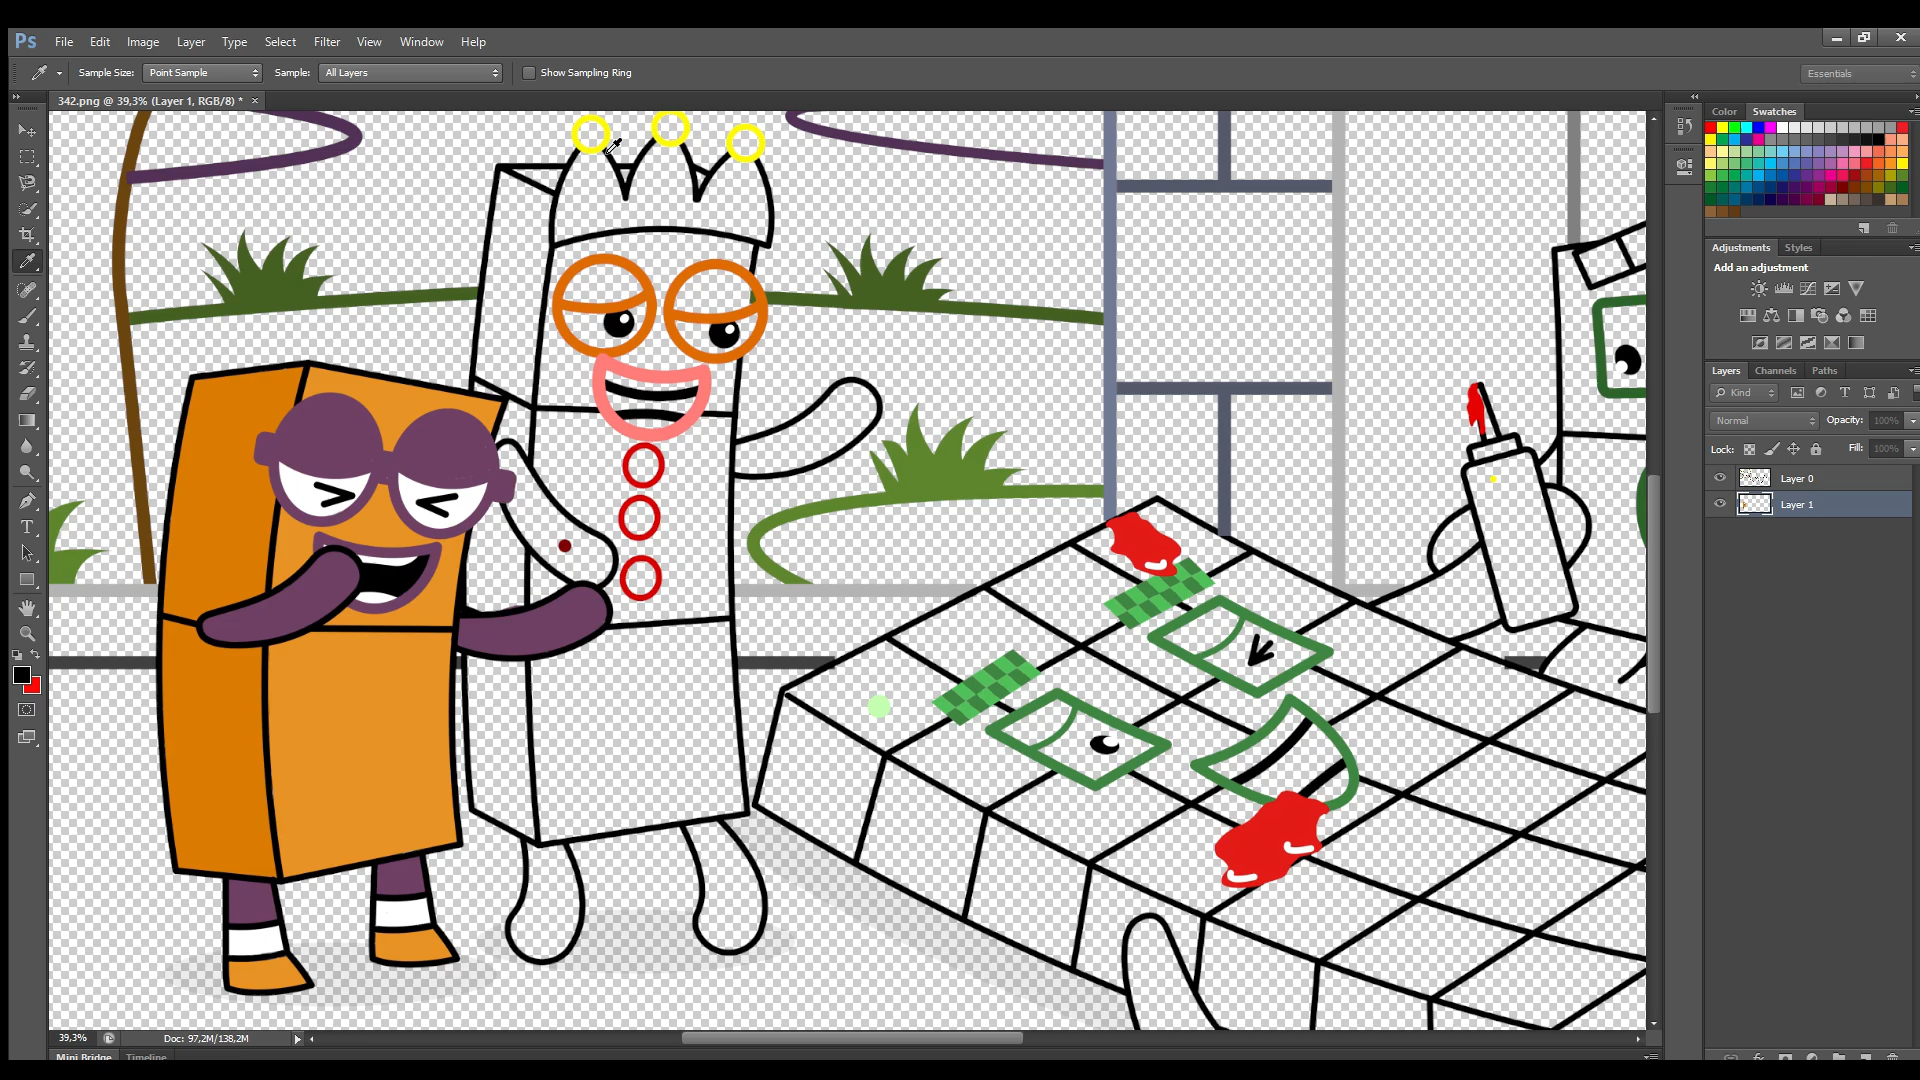 Ps File Edit Image Layer Type Select Filter View Window Help
Sample Size: Point Sample Sample: All Layers Show Sampling Ring Essentials
342.png @ 39,3% (Layer 1, RGB/8) * ×
Color Swatches
Adjustments Styles
Add an adjustment
Layers Channels Paths
Kind
Normal Opacity: 100%
Lock: Fill: 100%
Layer 0
Layer 1
39,3% Doc: 97,2M/138,2M
Mini Bridge Timeline